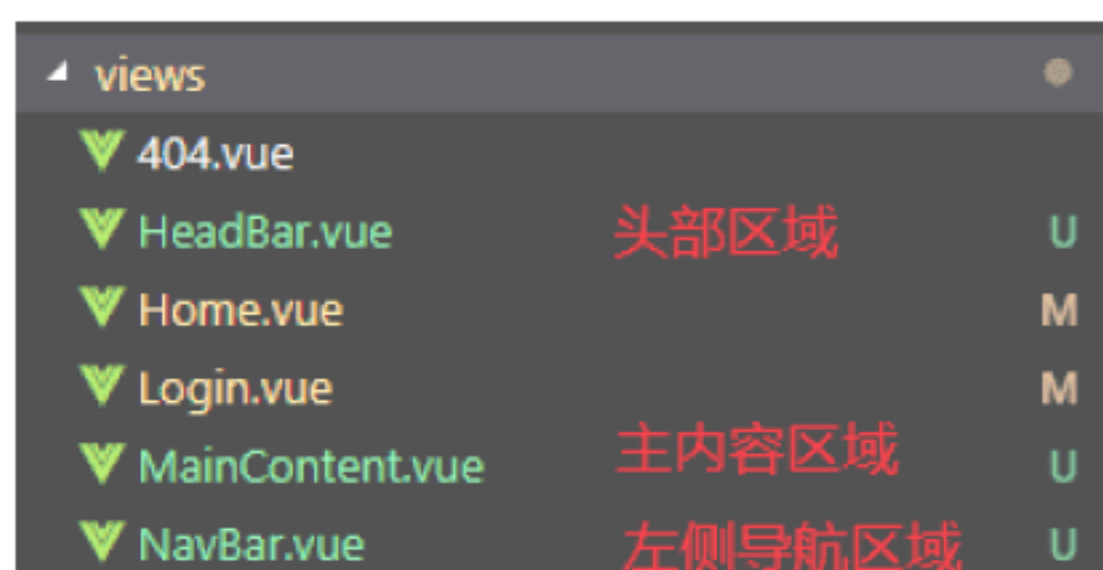 views
404.vue
HeadBar.vue 头部区域 U
Home.vue M
Login.vue M
MainContent.vue 主内容区域 U
NavBar.vue 左侧导航区域 U